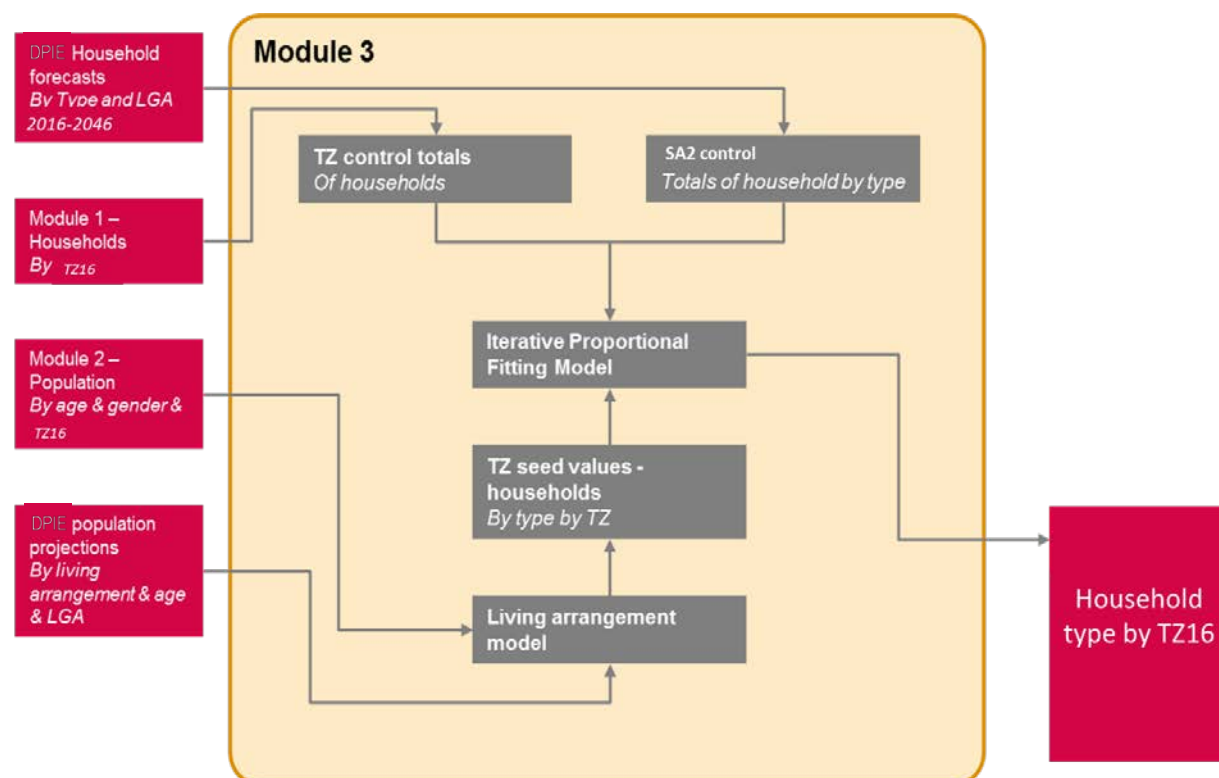 Module 3
DPIE Household
forecasts
By Type and LGA
2016-2046
TZ control totals
Of households
SA2 control
Totals of household by type
Module 1 –
Households
By TZ16
Iterative Proportional
Fitting Model
Module 2 –
Population
By age & gender &
TZ16
TZ seed values -
households
By type by TZ
DPIE population
projections
By living
arrangement & age
& LGA
Living arrangement
model
Household
type by TZ16